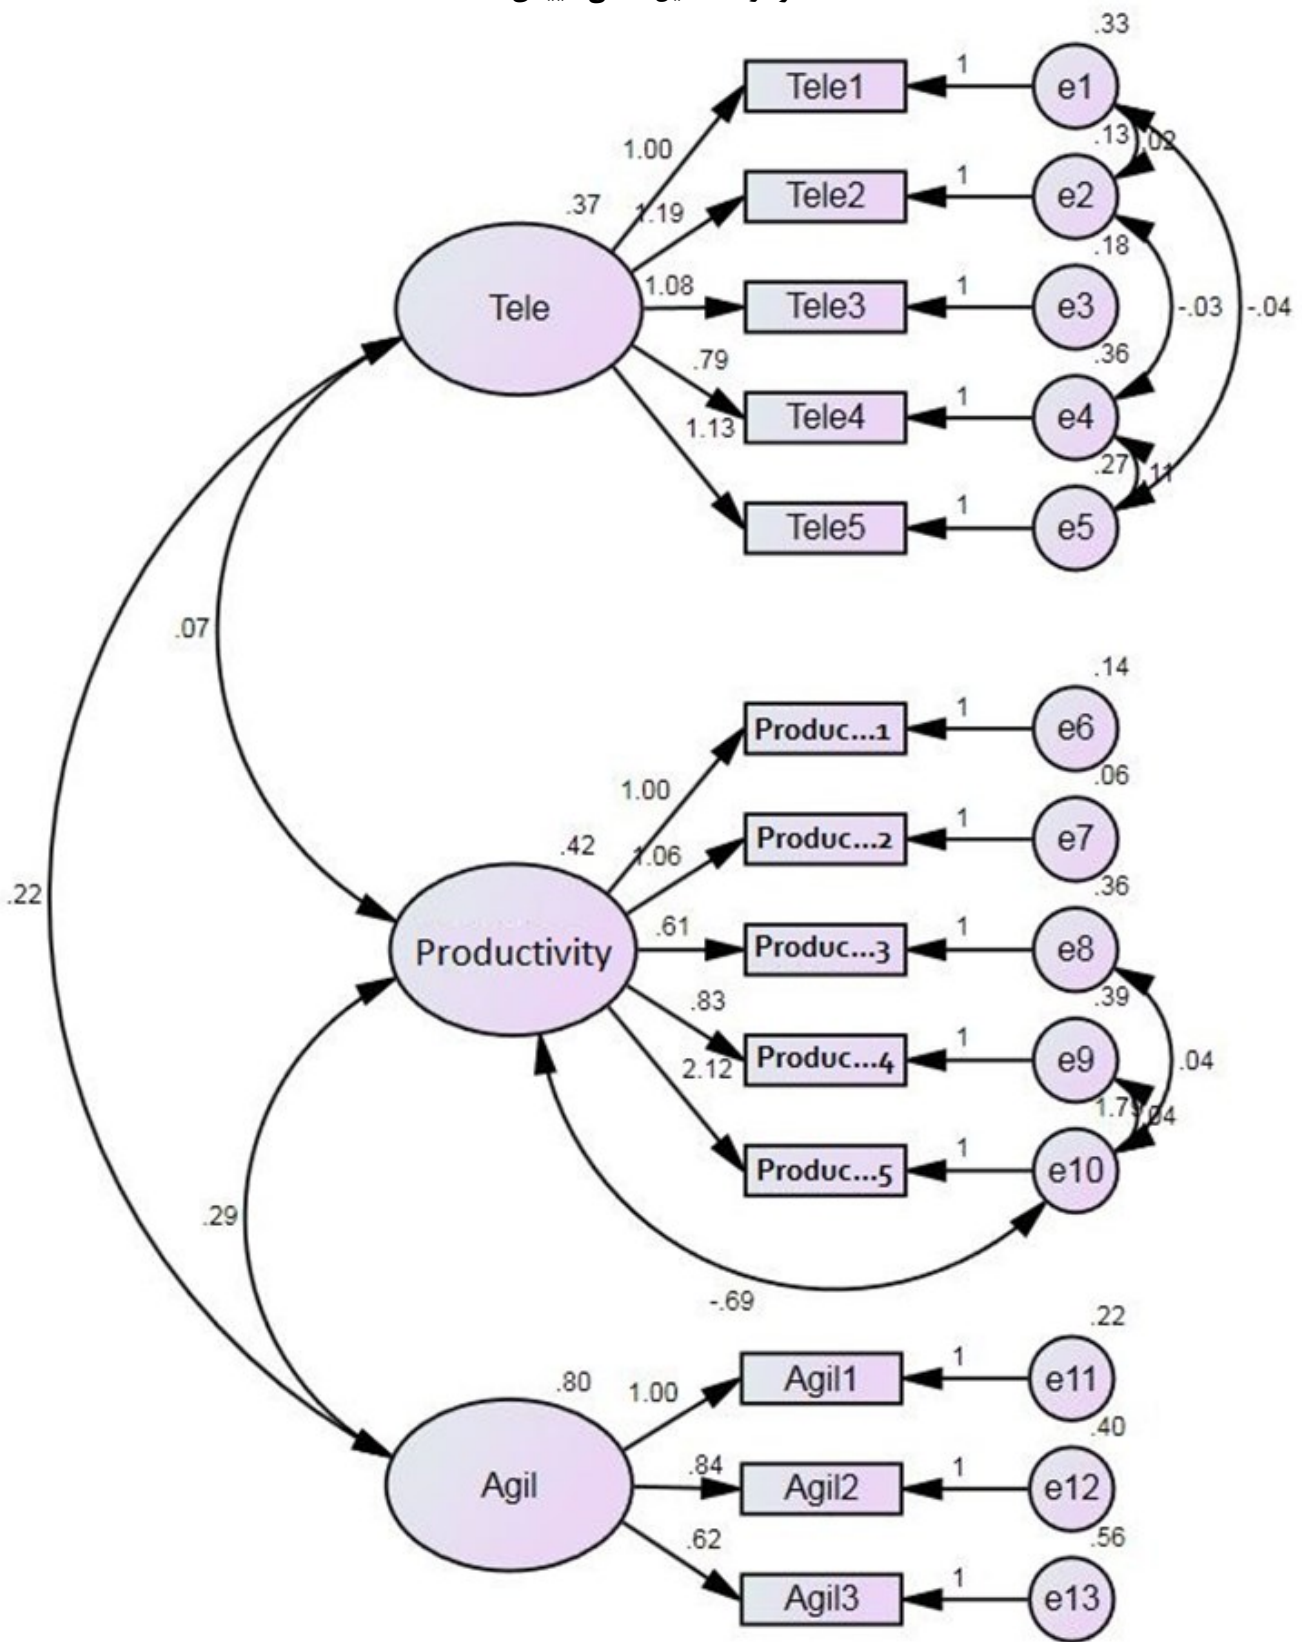 .33
Tele1
1
e1
1.00
.13
.02
.37
1.19
Tele2
1
e2
.18
Tele
1.08
Tele3
1
e3
-.03
-.04
.79
.36
1.13
Tele4
1
e4
.27
.11
Tele5
1
e5
.07
.14
Produc...1
1
e6
1.00
.06
.42
1.06
Produc...2
1
e7
.22
.36
Productivity
.61
Produc...3
1
e8
.83
.39
2.12
Produc...4
1
e9
.04
.04
Produc...5
1
e10
.29
-.69
.22
.80
1.00
Agil1
1
e11
.40
Agil
.84
Agil2
1
e12
.62
.56
Agil3
1
e13